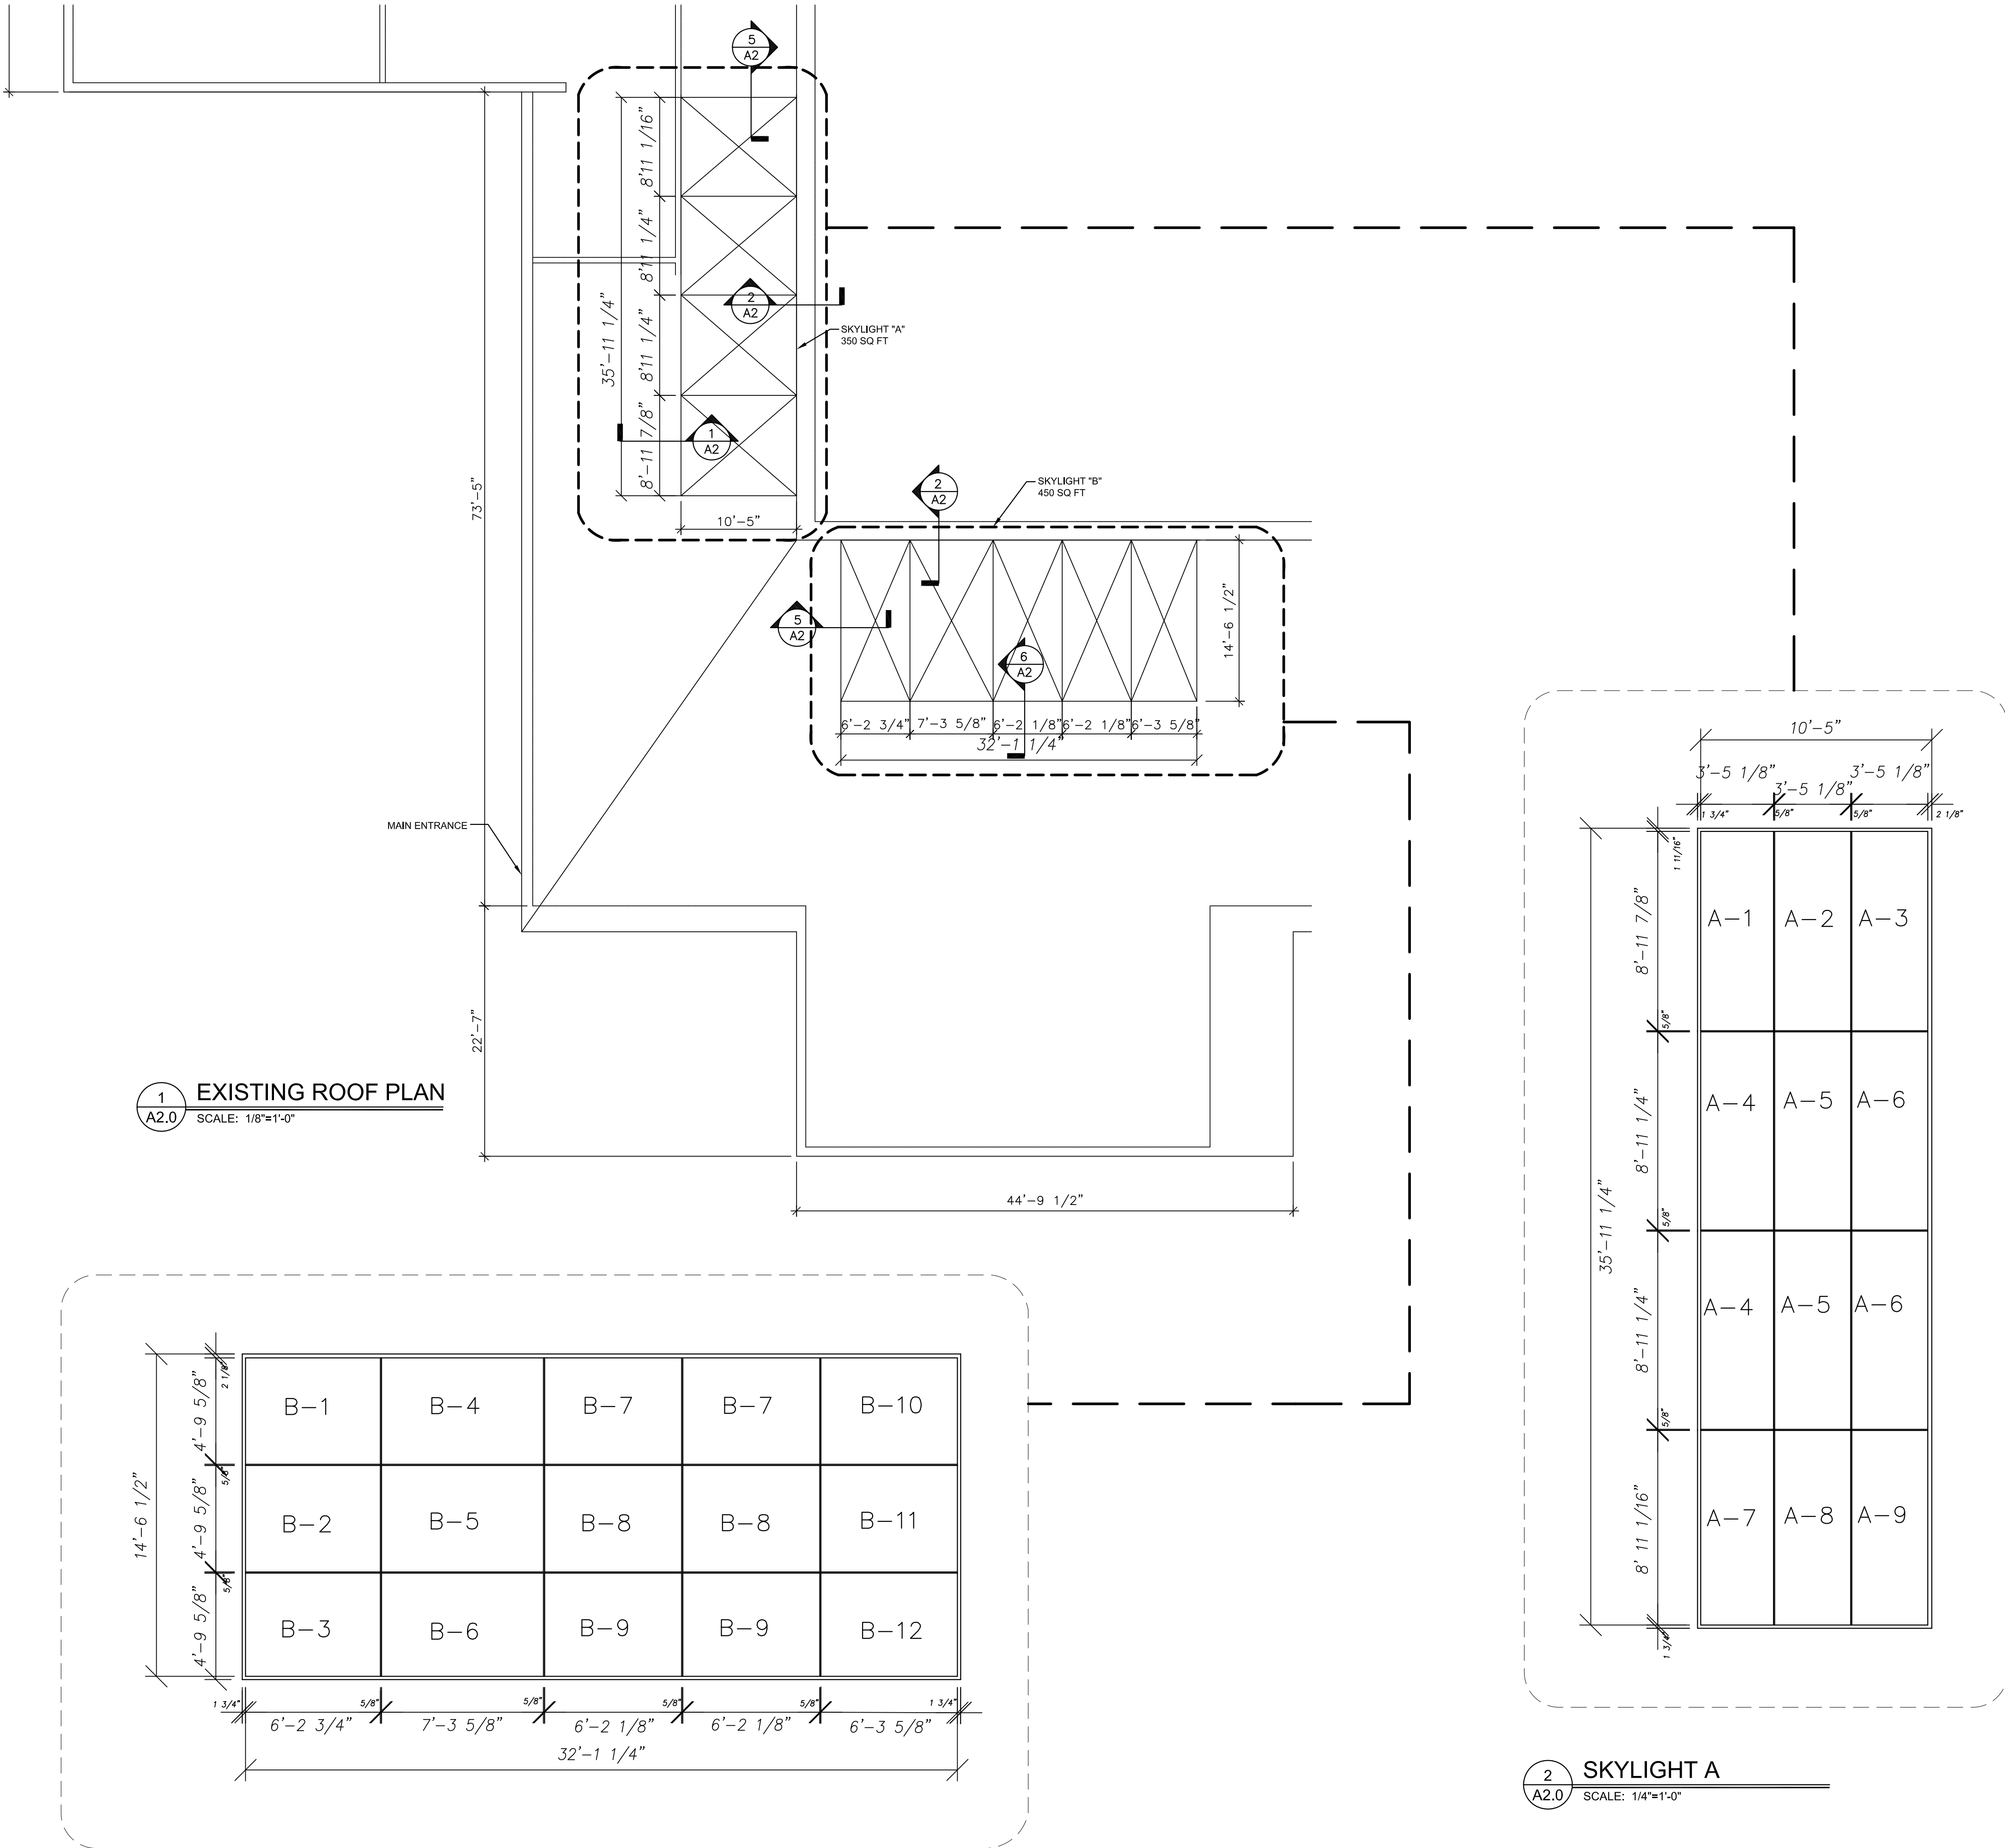 5
A2
8'11 1/16"
8'11 1/4"
8'11 1/4"
8'-11 7/8"
35'-11 1/4"
2
A2
SKYLIGHT "A"
350 SQ FT
1
A2
10'-5"
73'-5"
2
A2
SKYLIGHT "B"
450 SQ FT
5
A2
6
A2
14'-6 1/2"
6'-2 3/4" 7'-3 5/8" 6'-2 1/8" 6'-2 1/8" 6'-3 5/8"
32'-1 1/4"
MAIN ENTRANCE
22'-7"
44'-9 1/2"
1
A2.0
EXISTING ROOF PLAN
SCALE: 1/8"=1'-0"
10'-5"
3'-5 1/8" 3'-5 1/8" 3'-5 1/8"
1 3/4" 5/8" 5/8" 2 1/8"
1 11/16"
8'-11 7/8"
5/8"
8'-11 1/4"
5/8"
8'-11 1/4"
5/8"
8' 11 1/16"
1 3/4"
35'-11 1/4"
A-1 A-2 A-3
A-4 A-5 A-6
A-4 A-5 A-6
A-7 A-8 A-9
2
A2.0
SKYLIGHT A
SCALE: 1/4"=1'-0"
14'-6 1/2"
2 1/8"
4'-9 5/8"
5/8"
4'-9 5/8"
5/8"
4'-9 5/8"
B-1 B-4 B-7 B-7 B-10
B-2 B-5 B-8 B-8 B-11
B-3 B-6 B-9 B-9 B-12
1 3/4" 5/8" 5/8" 5/8" 5/8" 1 3/4"
6'-2 3/4" 7'-3 5/8" 6'-2 1/8" 6'-2 1/8" 6'-3 5/8"
32'-1 1/4"